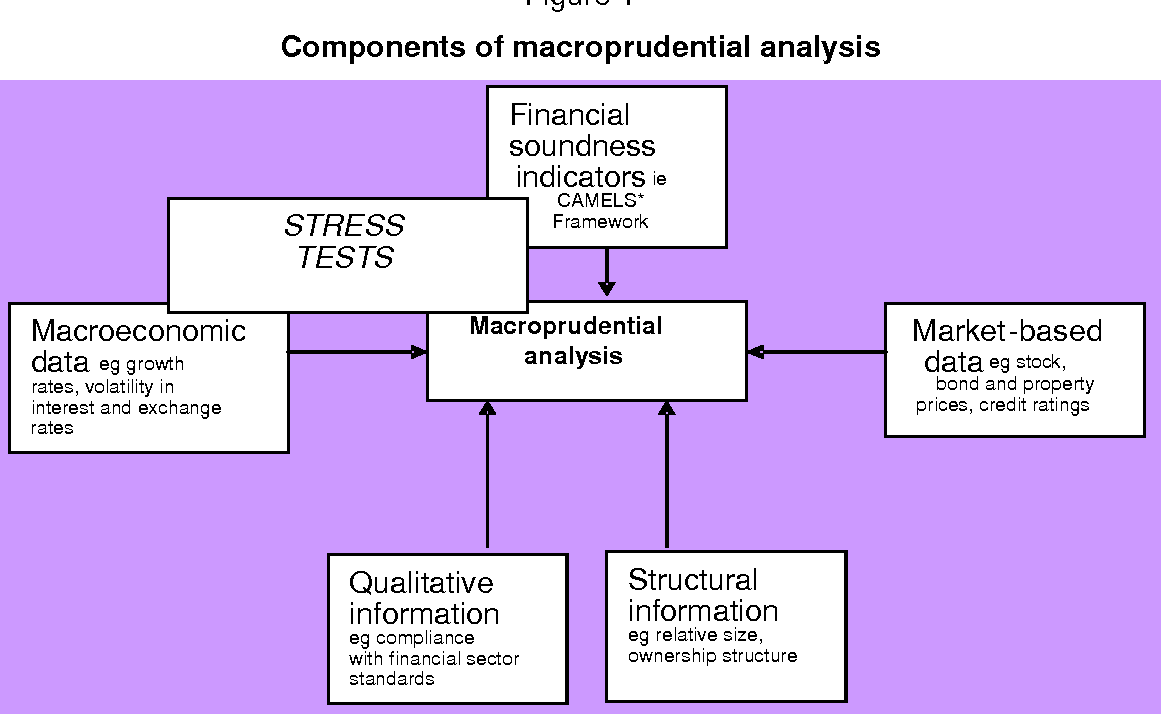 Figure 1
Components of macroprudential analysis
Financial
soundness
indicators ie
CAMELS*
Framework
STRESS
TESTS
Macroeconomic
data eg growth
rates, volatility in
interest and exchange
rates
Macroprudential
analysis
Market-based
data eg stock,
bond and property
prices, credit ratings
Qualitative
information
eg compliance
with financial sector
standards
Structural
information
eg relative size,
ownership structure